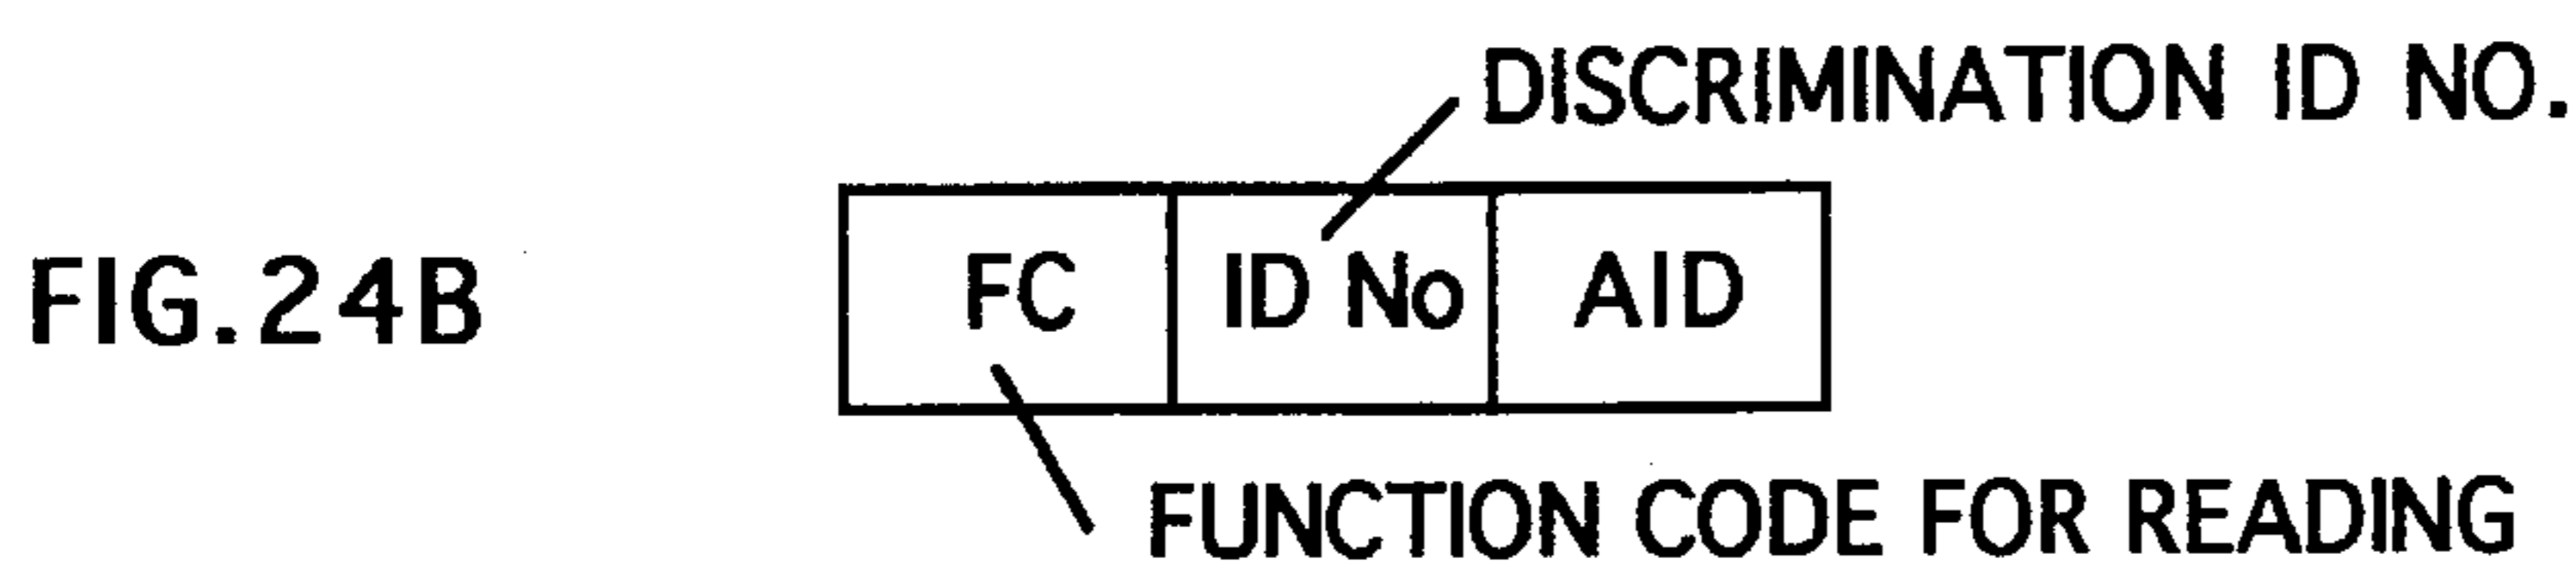 DISCRIMINATION ID NO.
FIG.24B
FC ID No AID
FUNCTION CODE FOR READING